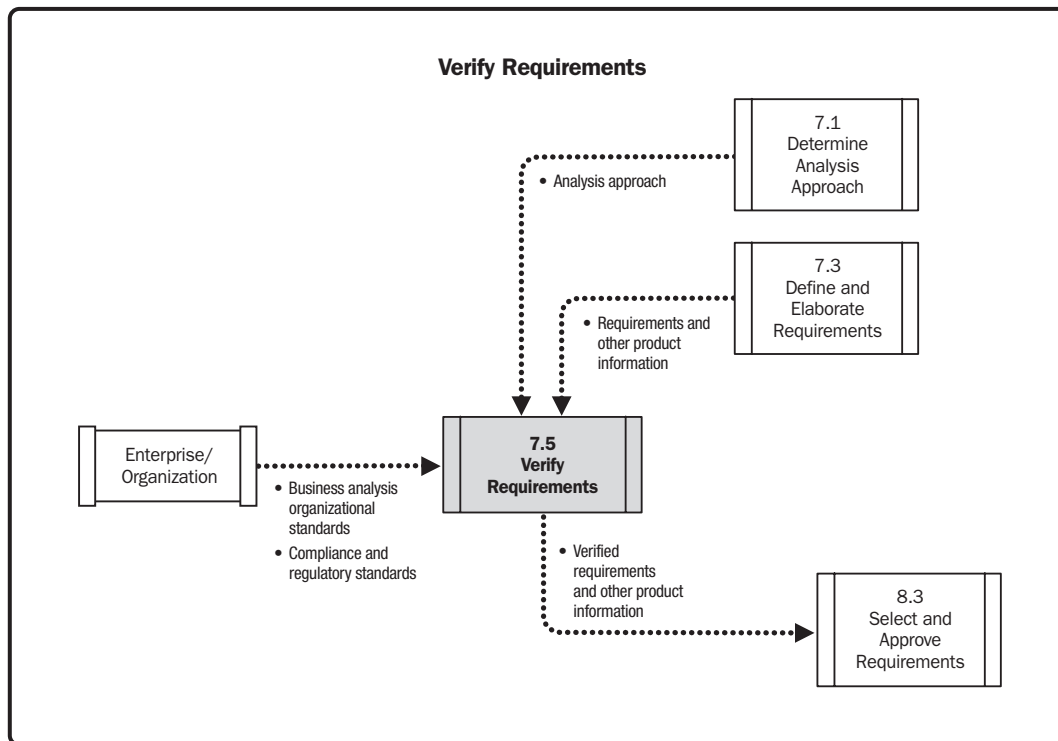 Verify Requirements
7.1
Determine
Analysis
Approach
• Analysis approach
7.3
Define and
Elaborate
Requirements
• Requirements and
other product
information
Enterprise/
Organization
7.5
Verify
Requirements
• Business analysis
organizational
standards
• Compliance and
regulatory standards
• Verified
requirements
and other product
information
8.3
Select and
Approve
Requirements